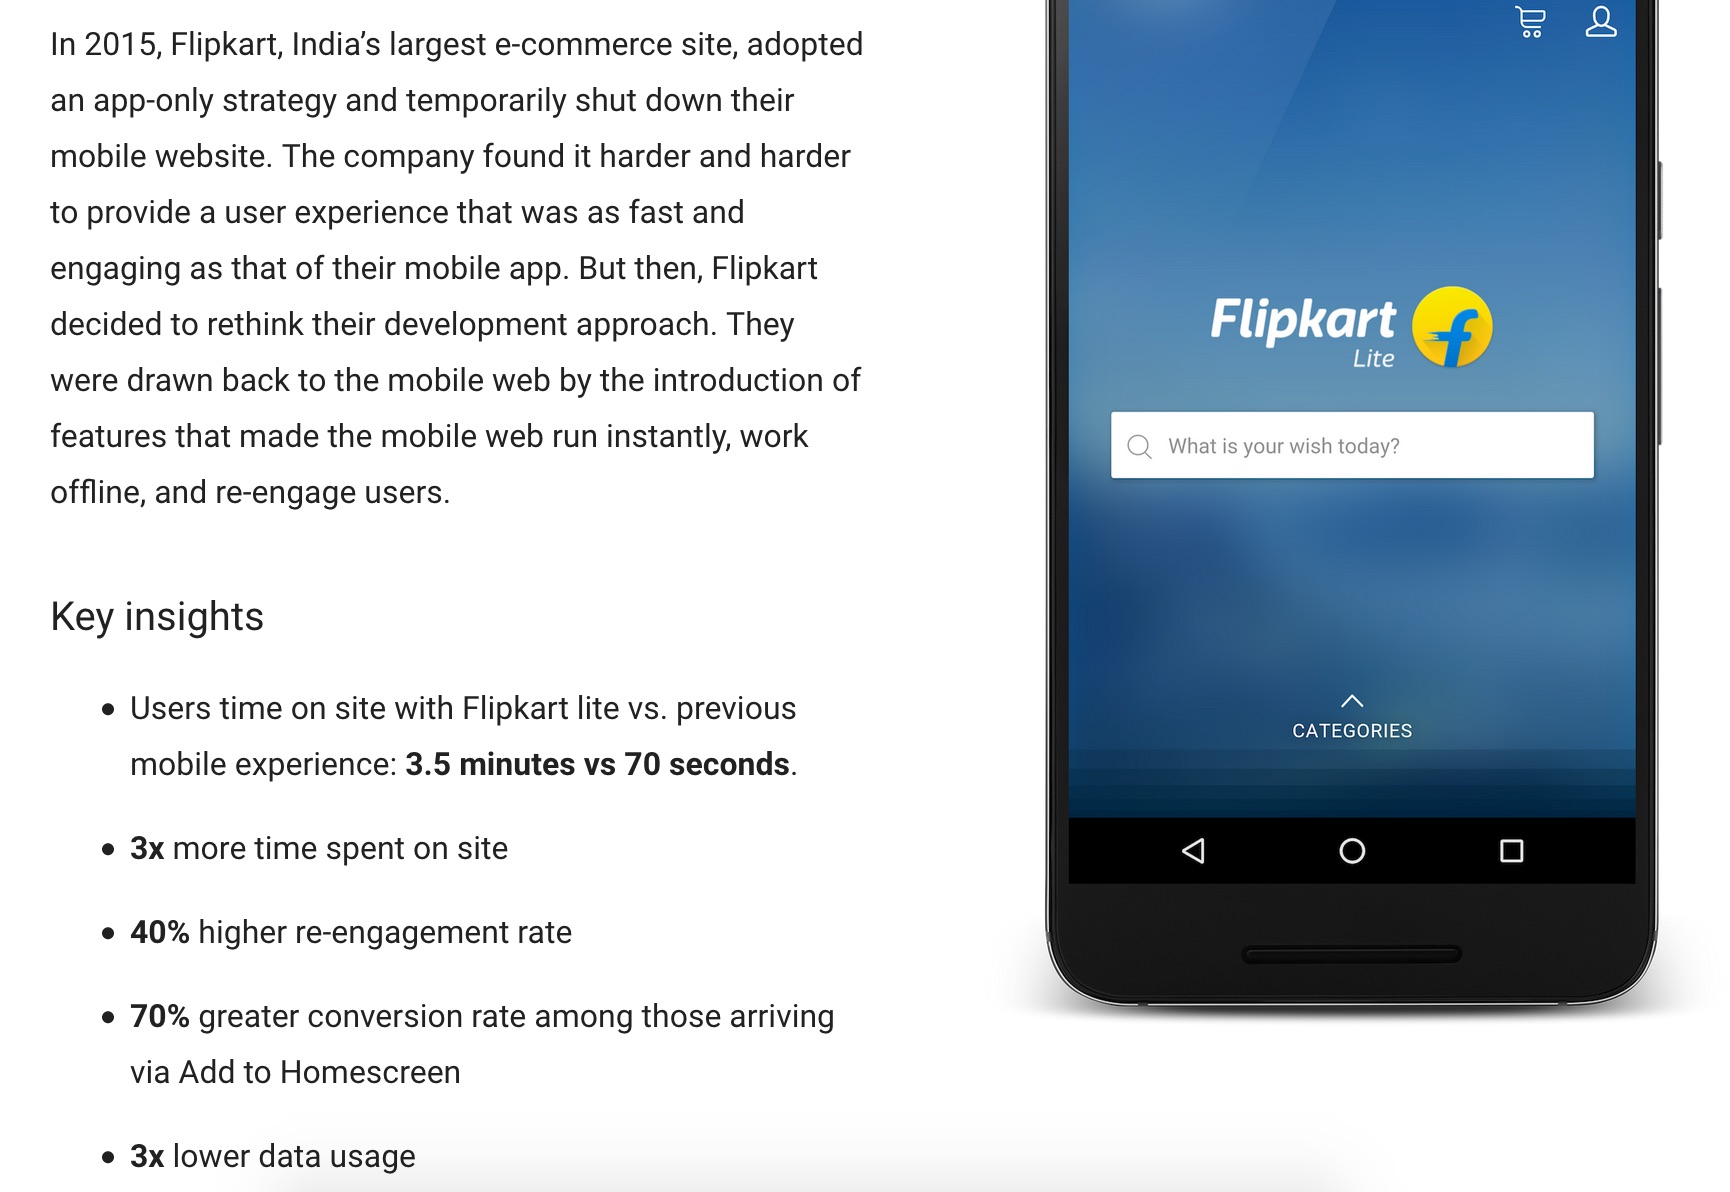 In 2015, Flipkart, India’s largest e-commerce site, adopted
an app-only strategy and temporarily shut down their
mobile website. The company found it harder and harder
to provide a user experience that was as fast and
engaging as that of their mobile app. But then, Flipkart
decided to rethink their development approach. They
were drawn back to the mobile web by the introduction of
features that made the mobile web run instantly, work
offline, and re-engage users.
Key insights
• Users time on site with Flipkart lite vs. previous
mobile experience: 3.5 minutes vs 70 seconds.
• 3x more time spent on site
• 40% higher re-engagement rate
• 70% greater conversion rate among those arriving
via Add to Homescreen
• 3x lower data usage
Flipkart
Lite
What is your wish today?
CATEGORIES